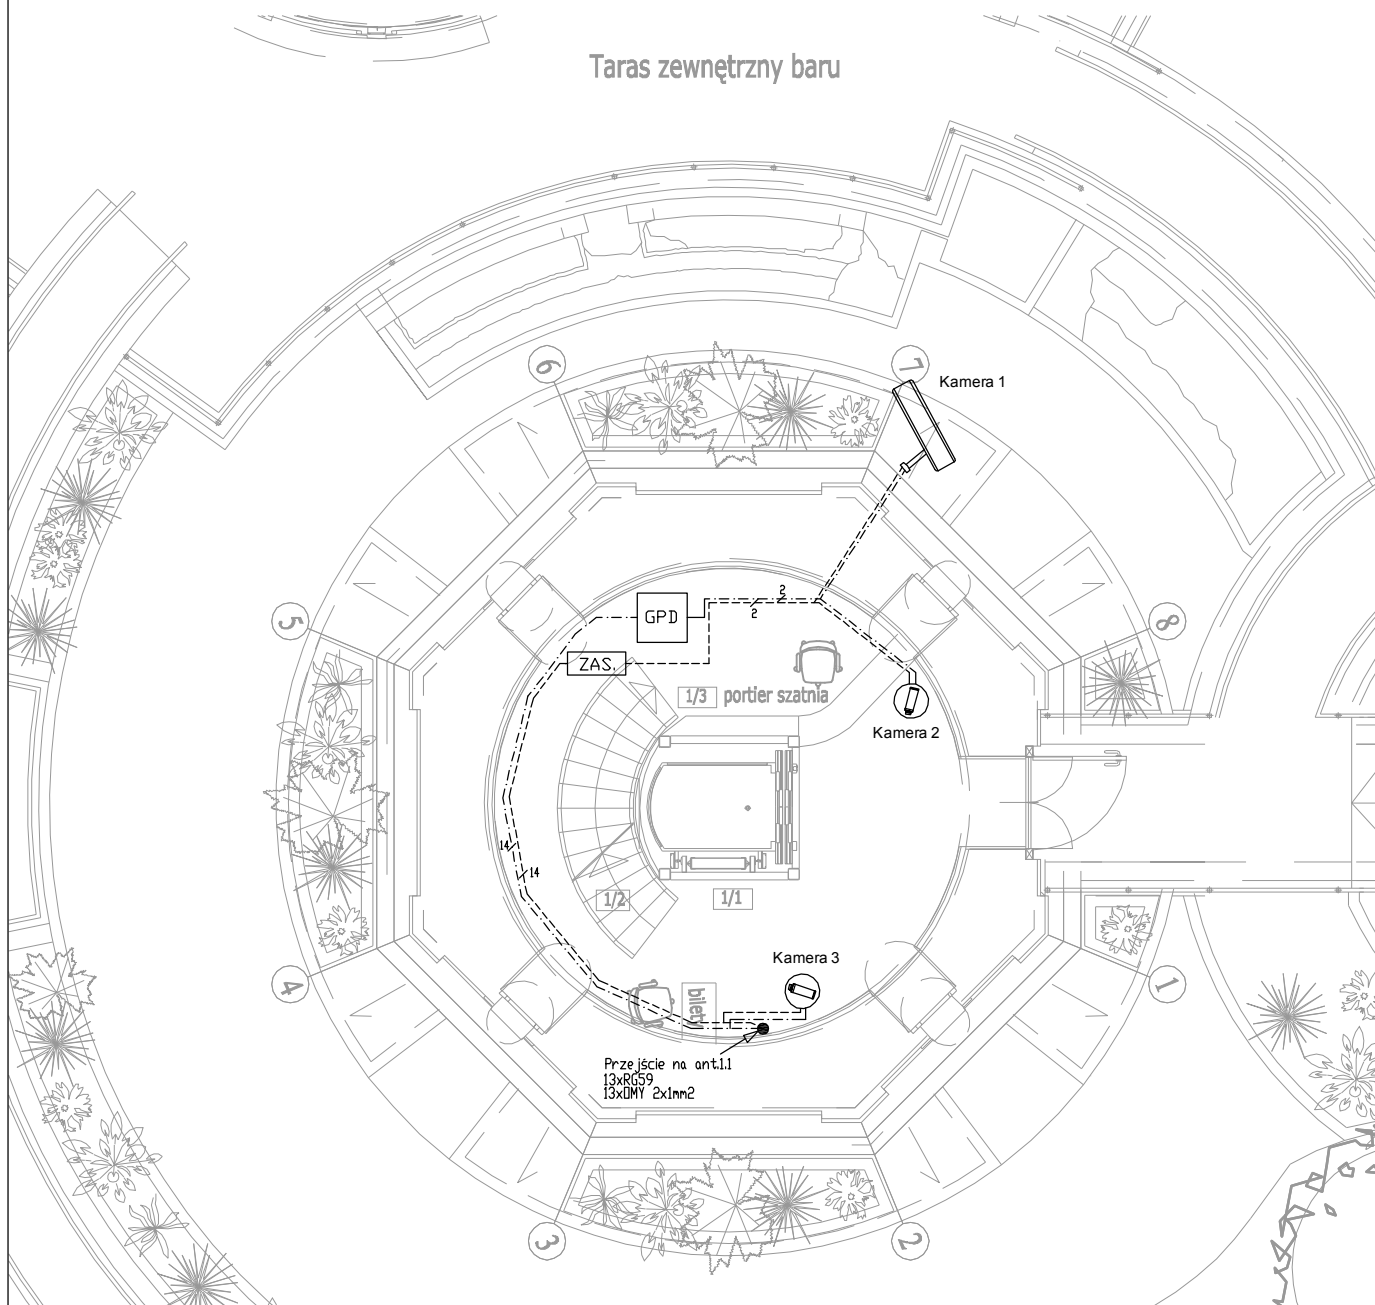 Taras zewnętrzny baru
6
7
Kamera 1
5
GPD
2
2
8
ZAS.
1/3 portier szatnia
Kamera 2
14
14
1/2
1/1
4
Kamera 3
1
bilety
Przejście na ant.1.1
13xRG59
13xOMY 2x1mm2
3
2